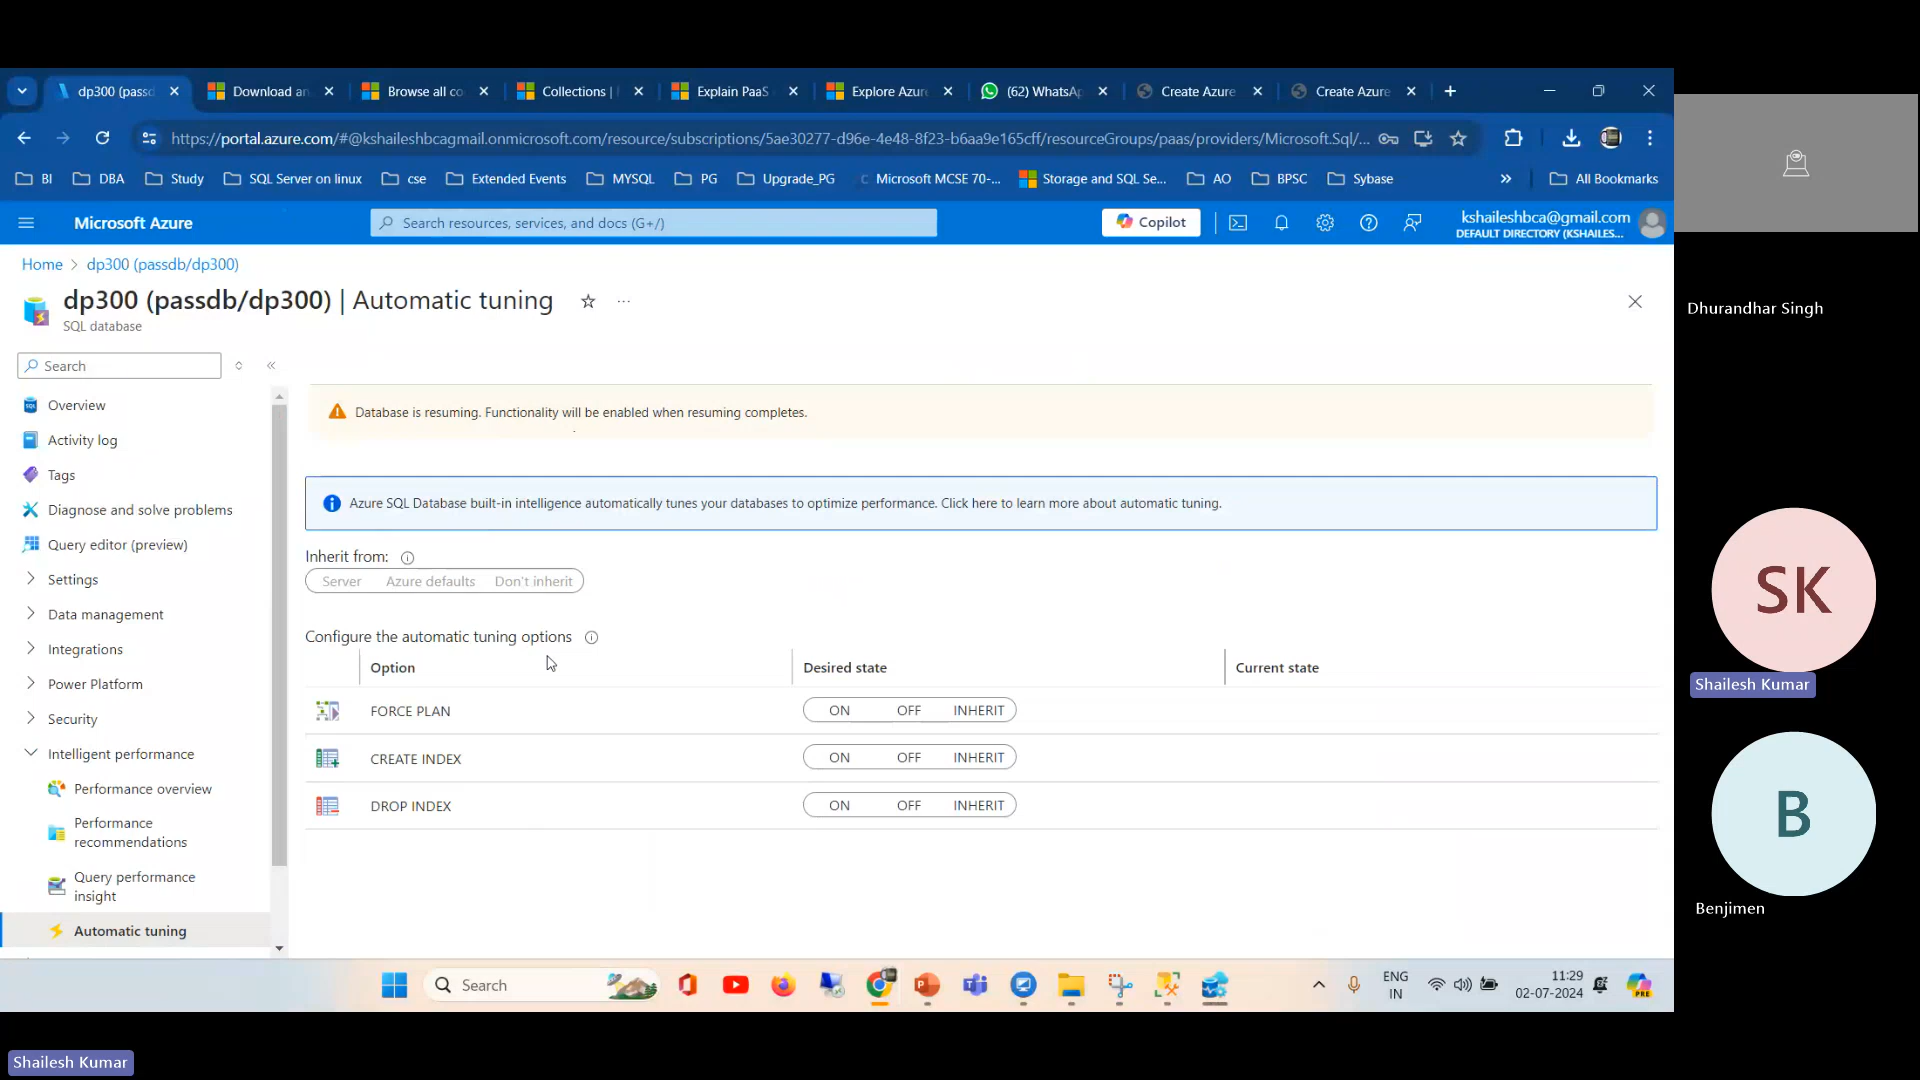 dp300 (passd
Download an
Browse all co
Collections |
Explain PaaS
Explore Azur
(62) WhatsAp
Create Azure
Create Azure
https://portal.azure.com/#@kshaileshbcagmail.onmicrosoft.com/resource/subscriptions/5ae30277-d96e-4e48-8f23-b6aa9e165cff/resourceGroups/paas/providers/Microsoft.Sql/...
BI
DBA
Study
SQL Server on linux
cse
Extended Events
MYSQL
PG
Upgrade_PG
Microsoft MCSE 70-...
Storage and SQL Se...
AO
BPSC
Sybase
All Bookmarks
Microsoft Azure
Search resources, services, and docs (G+/)
Copilot
kshaileshbca@gmail.com
DEFAULT DIRECTORY (KSHAILES...
Home > dp300 (passdb/dp300)
dp300 (passdb/dp300) | Automatic tuning
SQL database
Search
Overview
Activity log
Tags
Diagnose and solve problems
Query editor (preview)
Settings
Data management
Integrations
Power Platform
Security
Intelligent performance
Performance overview
Performance
recommendations
Query performance
insight
Automatic tuning
Database is resuming. Functionality will be enabled when resuming completes.
Azure SQL Database built-in intelligence automatically tunes your databases to optimize performance. Click here to learn more about automatic tuning.
Inherit from:
Server Azure defaults Don't inherit
Configure the automatic tuning options
Option Desired state Current state
FORCE PLAN ON OFF INHERIT
CREATE INDEX ON OFF INHERIT
DROP INDEX ON OFF INHERIT
Search
ENG
IN
11:29
02-07-2024
PRE
Dhurandhar Singh
SK
Shailesh Kumar
B
Benjimen
Shailesh Kumar